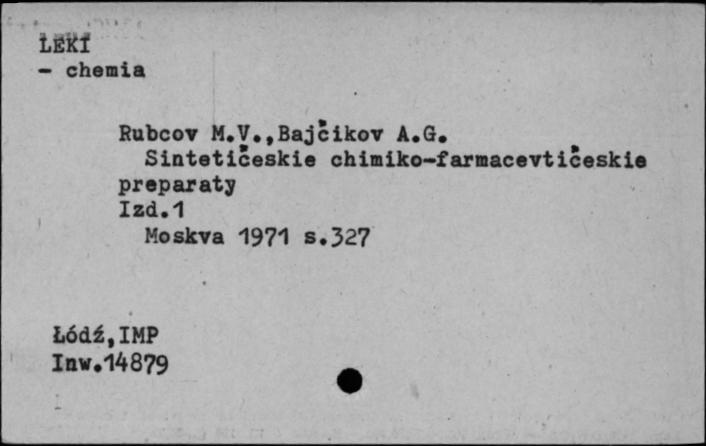 LEKI
- chemia
Rubcov M.V.,Bajčikov A.G.
Sintetičeskie chimiko-farmacevtičeskie
preparaty
Izd.1
Moskva 1971 s.327
Łódź,IMP
Inw.14879